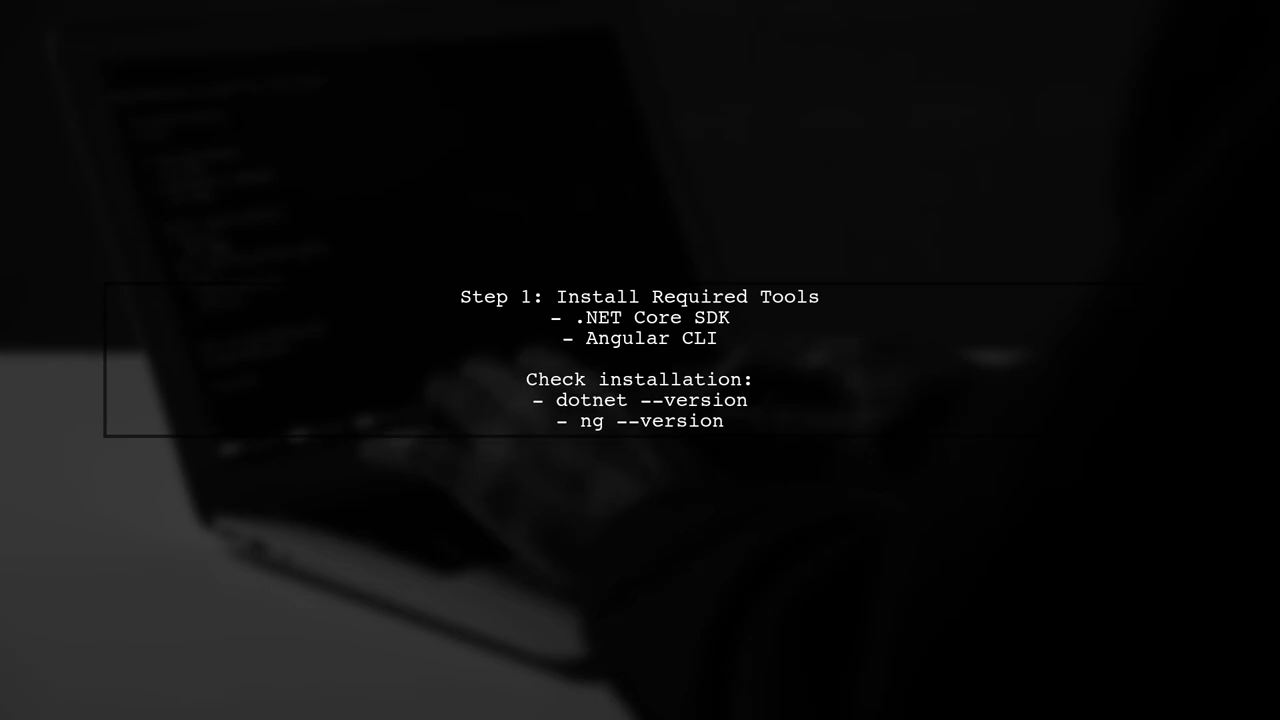 Step 1: Install Required Tools
- .NET Core SDK
- Angular CLI
Check installation:
- dotnet --version
- ng --version